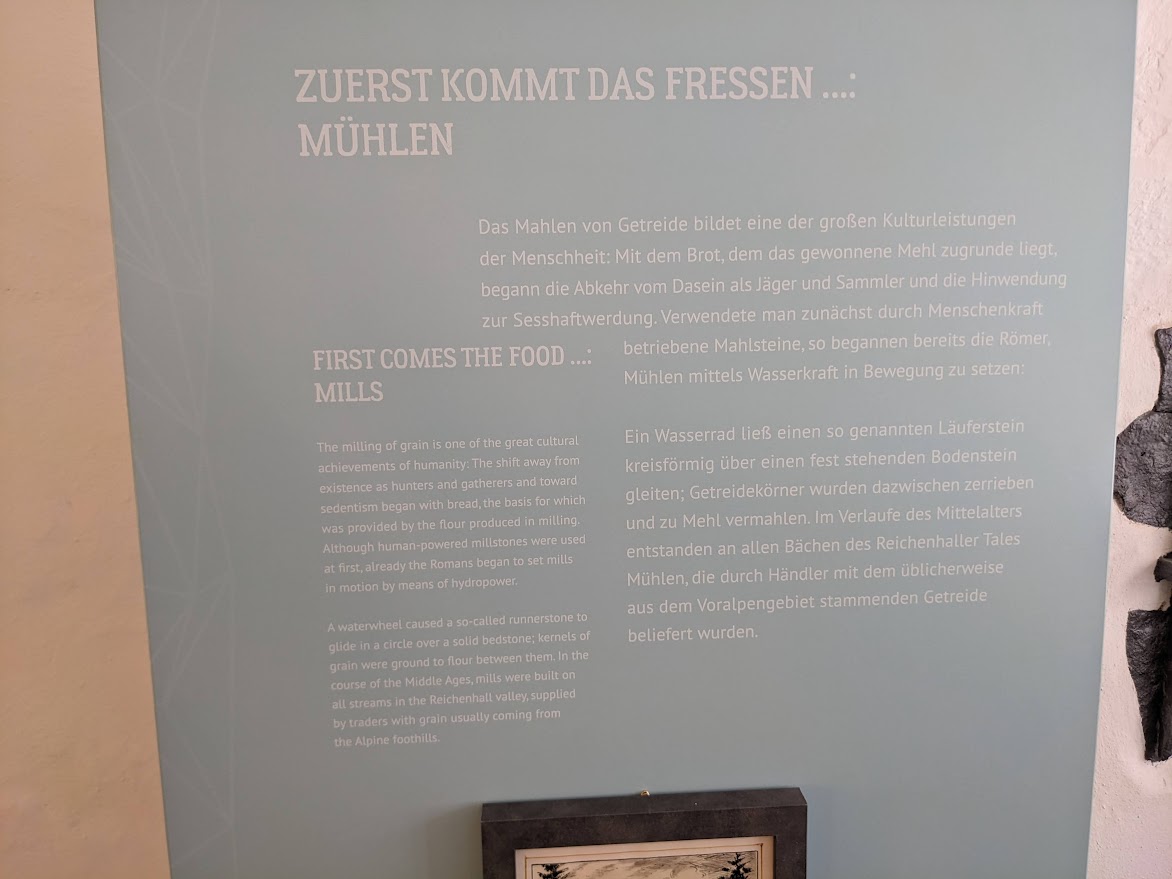 ZUERST KOMMT DAS FRESSEN ...:
MÜHLEN
Das Mahlen von Getreide bildet eine der großen Kulturleistungen
der Menschheit: Mit dem Brot, dem das gewonnene Mehl zugrunde liegt,
begann die Abkehr vom Dasein als Jäger und Sammler und die Hinwendung
zur Sesshaftwerdung. Verwendete man zunächst durch Menschenkraft
betriebene Mahlsteine, so begannen bereits die Römer,
Mühlen mittels Wasserkraft in Bewegung zu setzen:
Ein Wasserrad ließ einen so genannten Läuferstein
kreisförmig über einen fest stehenden Bodenstein
gleiten; Getreidekörner wurden dazwischen zerrieben
und zu Mehl vermahlen. Im Verlaufe des Mittelalters
entstanden an allen Bächen des Reichenhaller Tales
Mühlen, die durch Händler mit dem üblicherweise
aus dem Voralpengebiet stammenden Getreide
beliefert wurden.
FIRST COMES THE FOOD ...:
MILLS
The milling of grain is one of the great cultural
achievements of humanity: The shift away from
existence as hunters and gatherers and toward
sedentism began with bread, the basis for which
was provided by the flour produced in milling.
Although human-powered millstones were used
at first, already the Romans began to set mills
in motion by means of hydropower.
A waterwheel caused a so-called runnerstone to
glide in a circle over a solid bedstone; kernels of
grain were ground to flour between them. In the
course of the Middle Ages, mills were built on
all streams in the Reichenhall valley, supplied
by traders with grain usually coming from
the Alpine foothills.